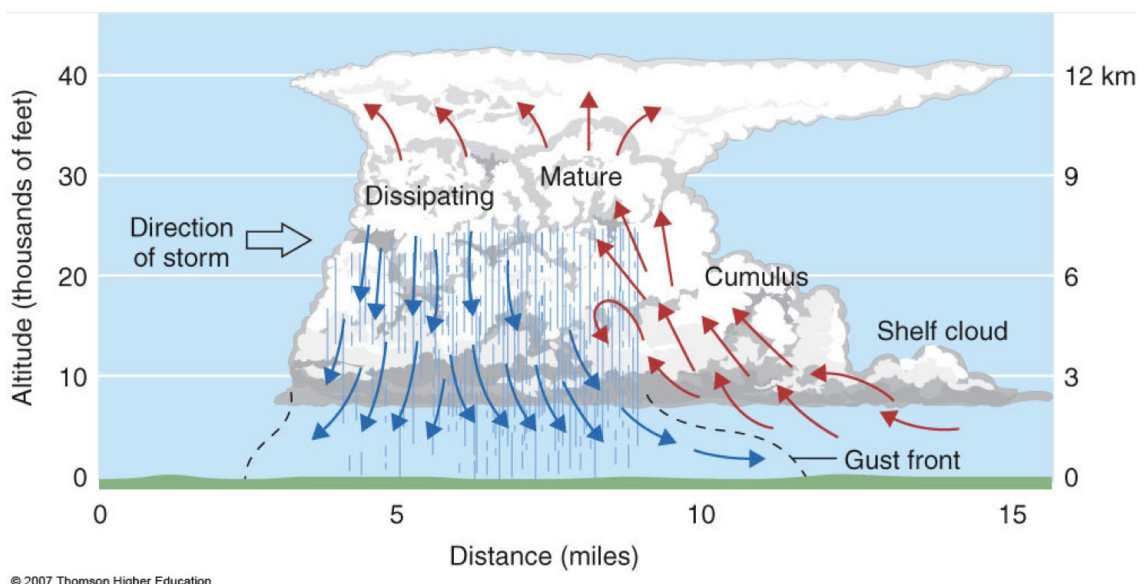 Altitude (thousands of feet)
40
30
20
10
0
12 km
9
6
3
0
Dissipating
Mature
Direction
of storm
Cumulus
Shelf cloud
Gust front
0
5
10
15
Distance (miles)
© 2007 Thomson Higher Education